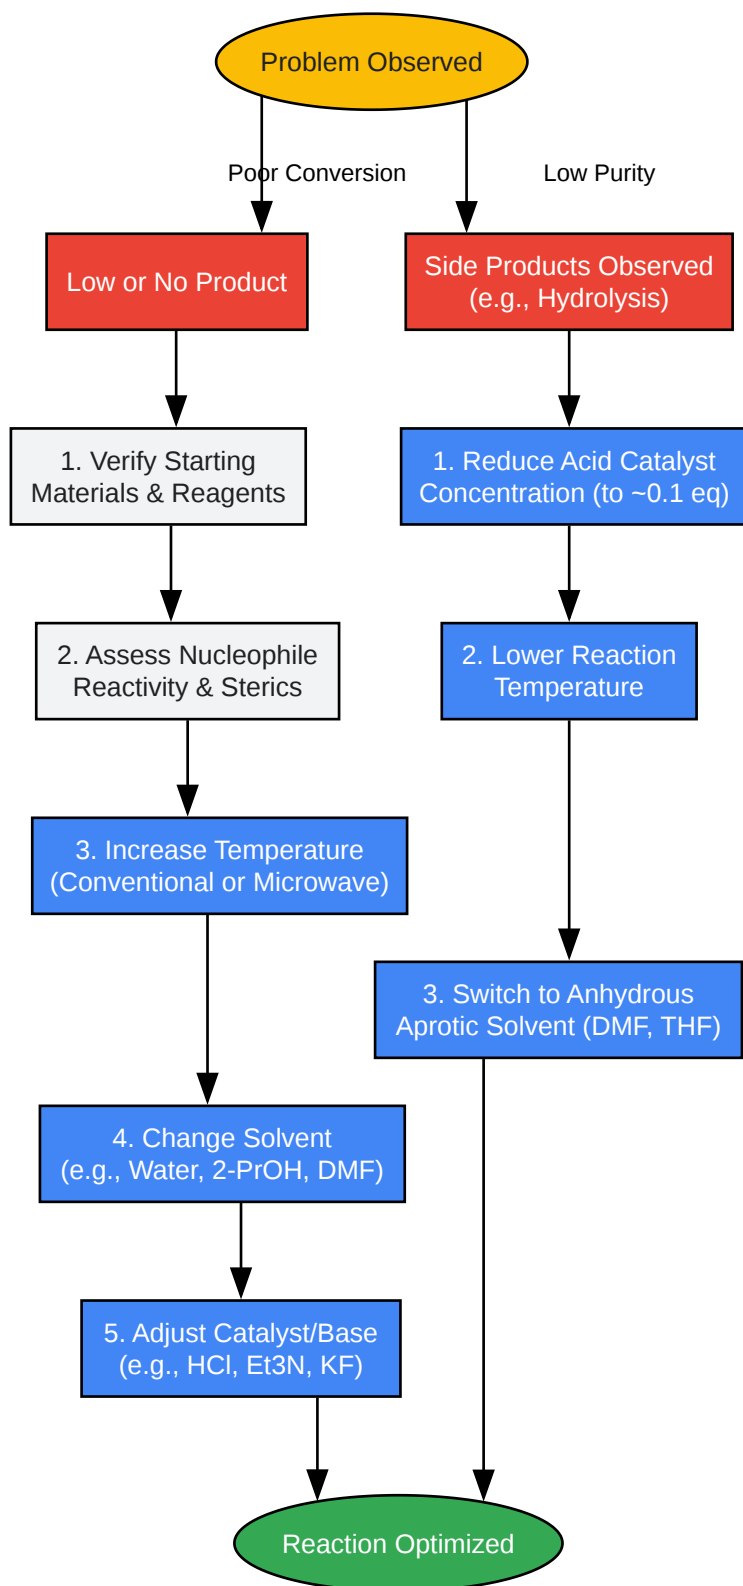 Problem Observed
Poor Conversion
Low Purity
Low or No Product
Side Products Observed
(e.g., Hydrolysis)
1. Verify Starting
Materials & Reagents
1. Reduce Acid Catalyst
Concentration (to ~0.1 eq)
2. Assess Nucleophile
Reactivity & Sterics
2. Lower Reaction
Temperature
3. Increase Temperature
(Conventional or Microwave)
3. Switch to Anhydrous
Aprotic Solvent (DMF, THF)
4. Change Solvent
(e.g., Water, 2-PrOH, DMF)
5. Adjust Catalyst/Base
(e.g., HCl, Et3N, KF)
Reaction Optimized